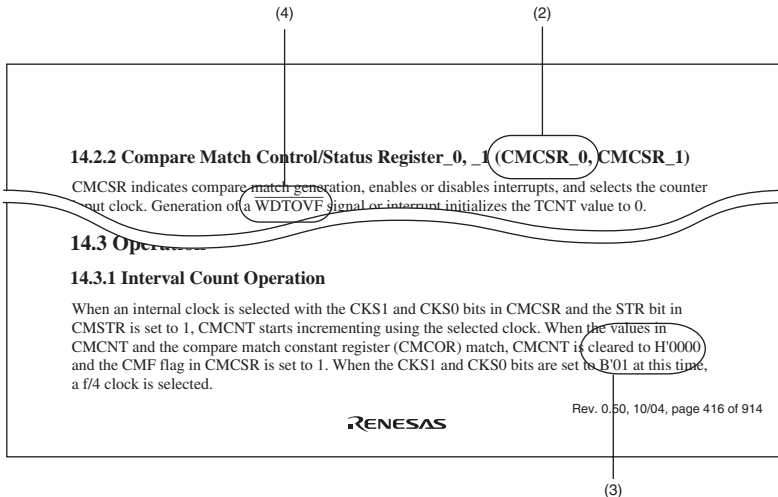 (4) (2)
14.2.2 Compare Match Control/Status Register_0, _1 (CMCSR_0, CMCSR_1)
CMCSR indicates compare match generation, enables or disables interrupts, and selects the counter
input clock. Generation of a WDTOVF signal or interrupt initializes the TCNT value to 0.
14.3 Operation
14.3.1 Interval Count Operation
When an internal clock is selected with the CKS1 and CKS0 bits in CMCSR and the STR bit in
CMSTR is set to 1, CMCNT starts incrementing using the selected clock. When the values in
CMCNT and the compare match constant register (CMCOR) match, CMCNT is cleared to H'0000
and the CMF flag in CMCSR is set to 1. When the CKS1 and CKS0 bits are set to B'01 at this time,
a f/4 clock is selected.
Rev. 0.50, 10/04, page 416 of 914
RENESAS
(3)